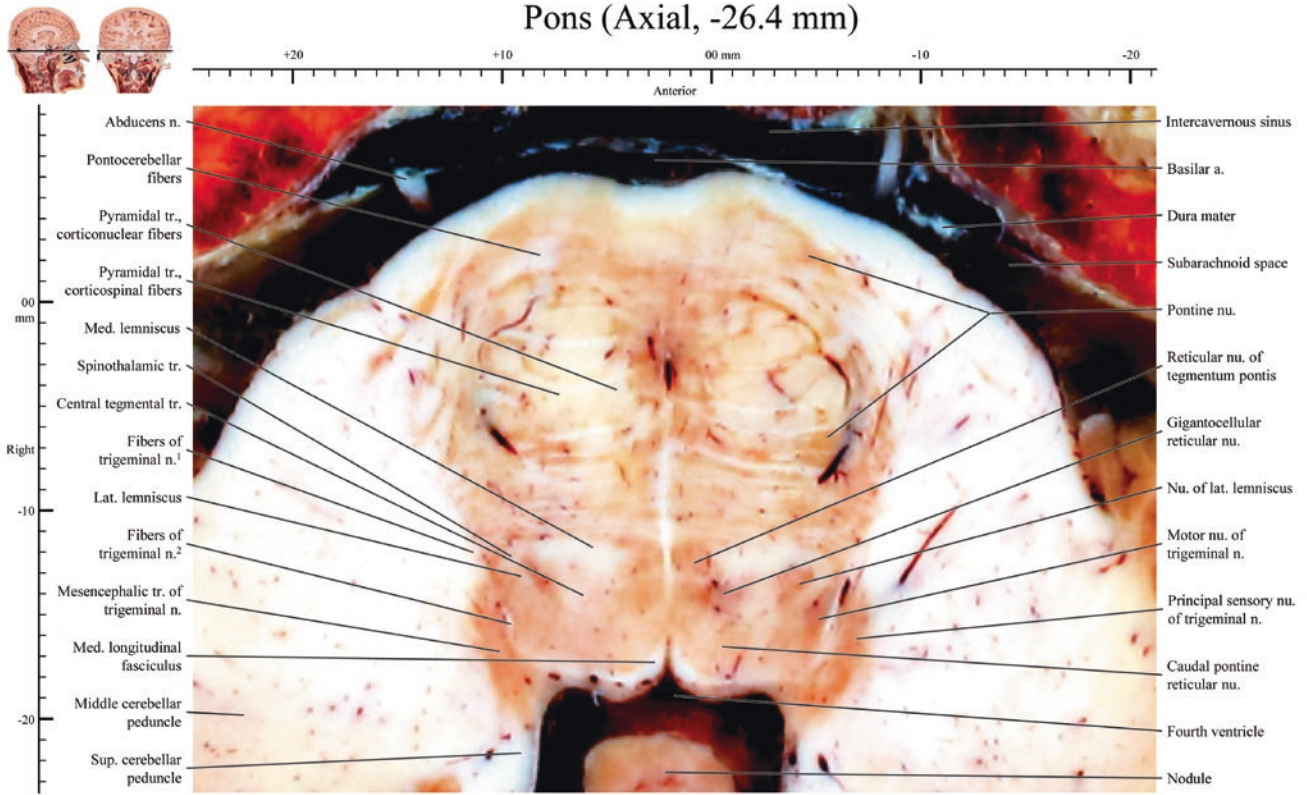 Pons (Axial, -26.4 mm)
+20
+10
00 mm
-10
-20
Anterior
Abducens n.
Pontocerebellar
fibers
Pyramidal tr.,
corticonuclear fibers
Pyramidal tr.,
corticospinal fibers
00
mm
Med. lemniscus
Spinothalamic tr.
Central tegmental tr.
Fibers of
trigeminal n.¹
Right
Lat. lemniscus
-10
Fibers of
trigeminal n.²
Mesencephalic tr. of
trigeminal n.
Med. longitudinal
fasciculus
Middle cerebellar
peduncle
-20
Sup. cerebellar
peduncle
Intercavernous sinus
Basilar a.
Dura mater
Subarachnoid space
Pontine nu.
Reticular nu. of
tegmentum pontis
Gigantocellular
reticular nu.
Nu. of lat. lemniscus
Motor nu. of
trigeminal n.
Principal sensory nu.
of trigeminal n.
Caudal pontine
reticular nu.
Fourth ventricle
Nodule